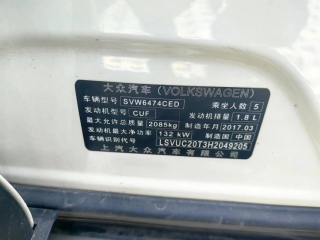 大众汽车(VOLKSWAGEN)
车辆型号 SVW6474CED 乘坐人数 5
发动机型号 CUF 发动机排量 1.8 L
最大允许总质量 2085kg 制造年月 2017.03
发动机最大净功率 132 kW 制造国 中国
车辆识别代号 LSVUC20T3H2049205
上汽大众汽车有限公司